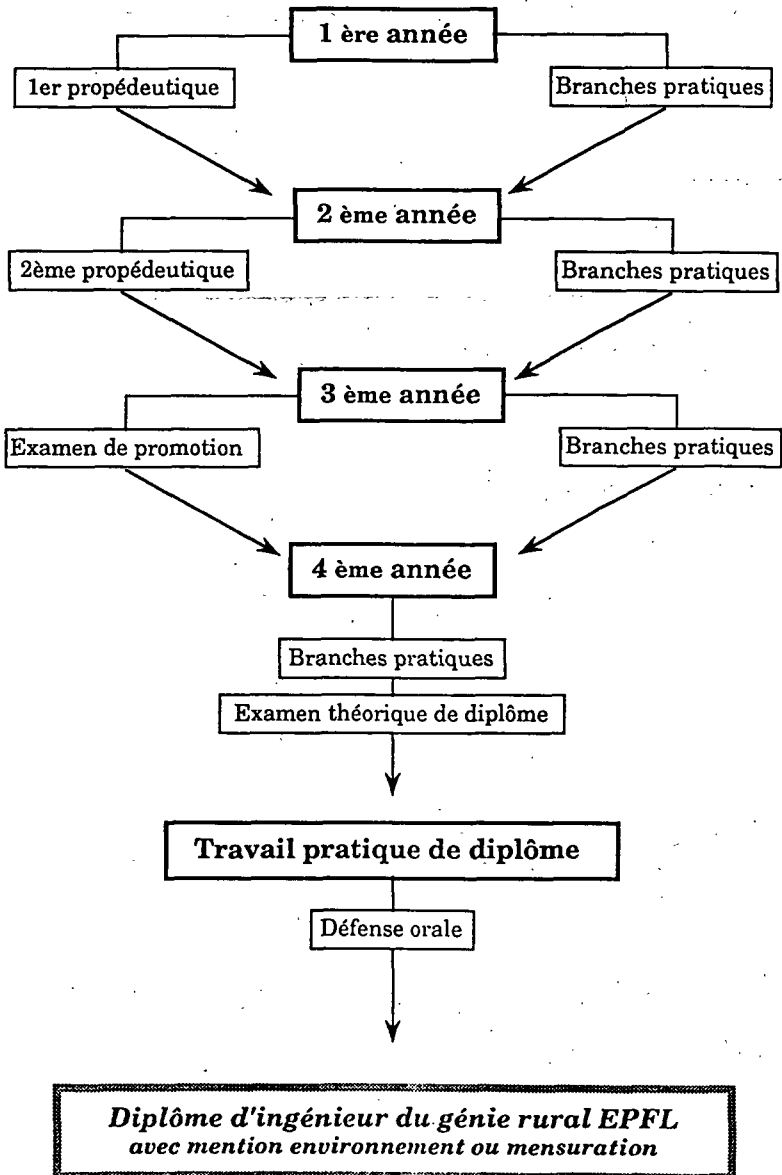 1 ère année
1er propédeutique
Branches pratiques
2 ème année
2ème propédeutique
Branches pratiques
3 ème année
Examen de promotion
Branches pratiques
4 ème année
Branches pratiques
Examen théorique de diplôme
Travail pratique de diplôme
Défense orale
Diplôme d'ingénieur du génie rural EPFL
avec mention environnement ou mensuration